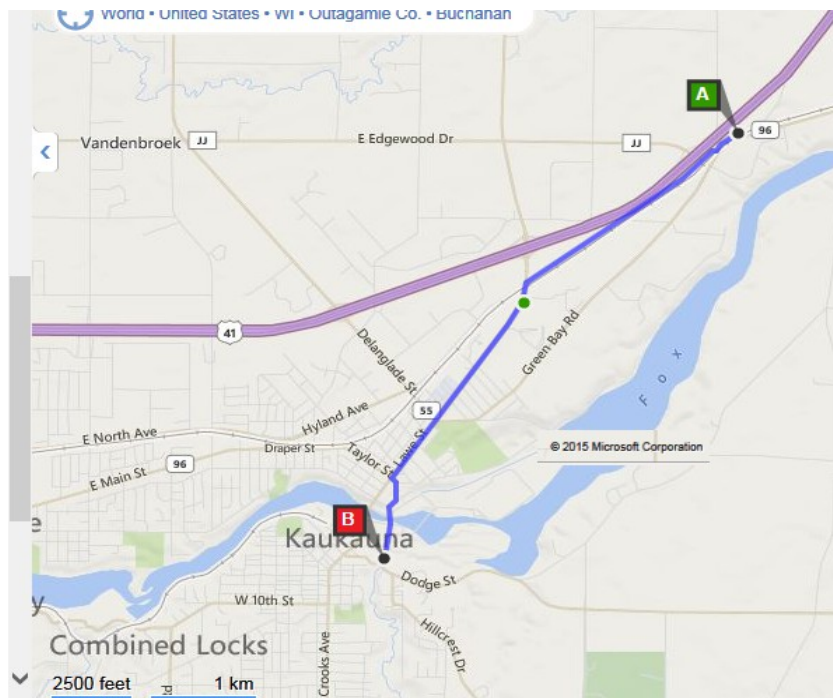 World • United States • WI • Outagamie Co. • Buchanan
A
96
Vandenbroek
JJ
E Edgewood Dr
JJ
41
Delanglade St
Green Bay Rd
Fox
Hyland Ave
55
E North Ave
Draper St
Lawe St
© 2015 Microsoft Corporation
96
Taylor St
E Main St
B
e
Kaukauna
Dodge St
W 10th St
y
Hillcrest Dr
Combined Locks
Crooks Ave
2500 feet
1 km